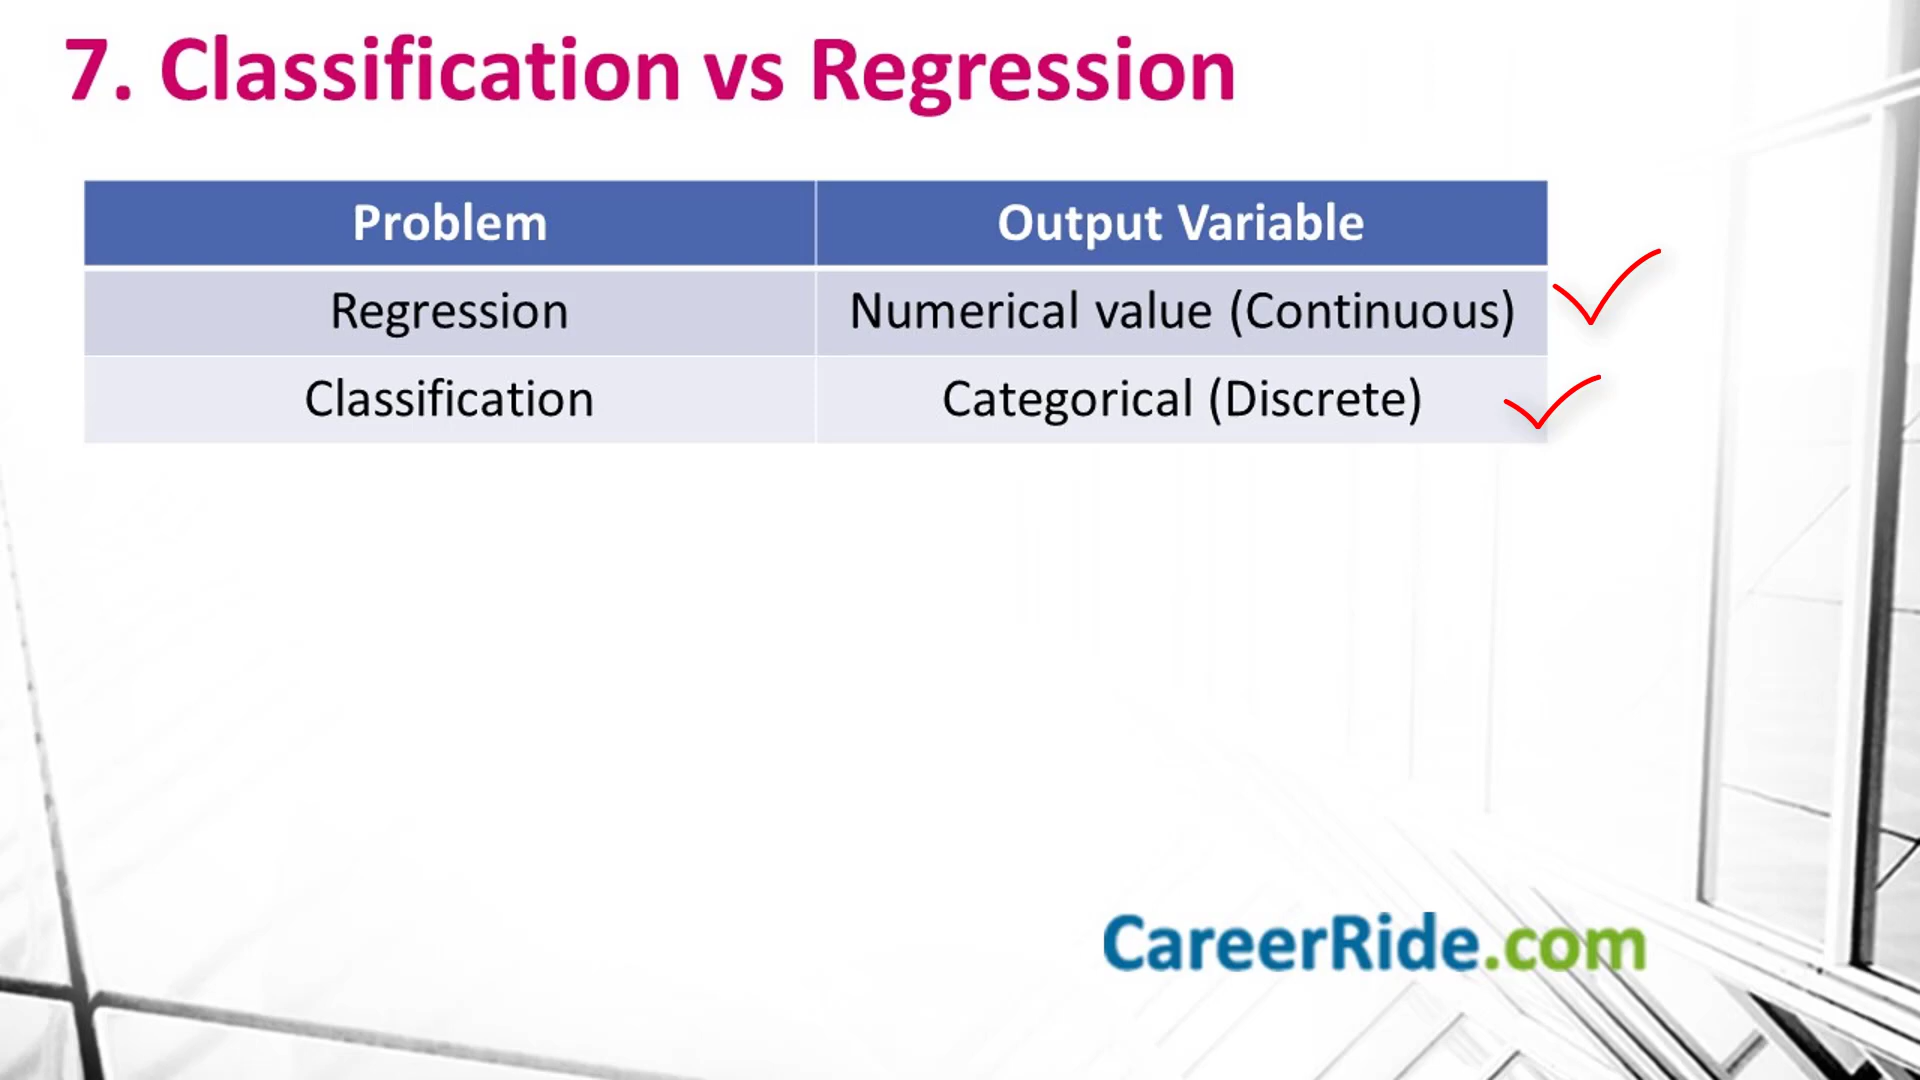 7. Classification vs Regression
Problem Output Variable
Regression Numerical value (Continuous)
Classification Categorical (Discrete)
CareerRide.com